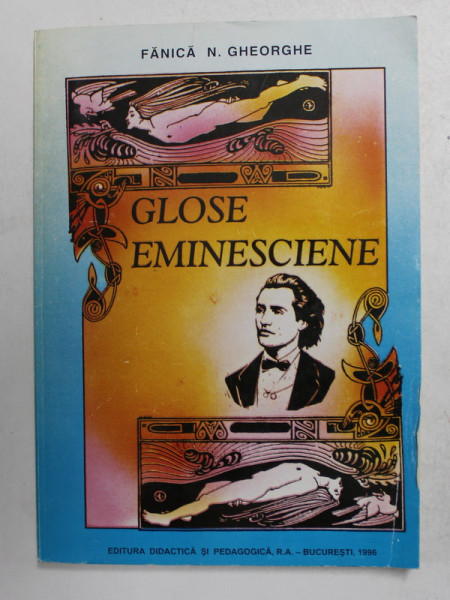 FĂNICĂ N. GHEORGHE
GLOSE
EMINESCIENE
EDITURA DIDACTICĂ ȘI PEDAGOGICĂ, R.A. – BUCUREȘTI, 1996